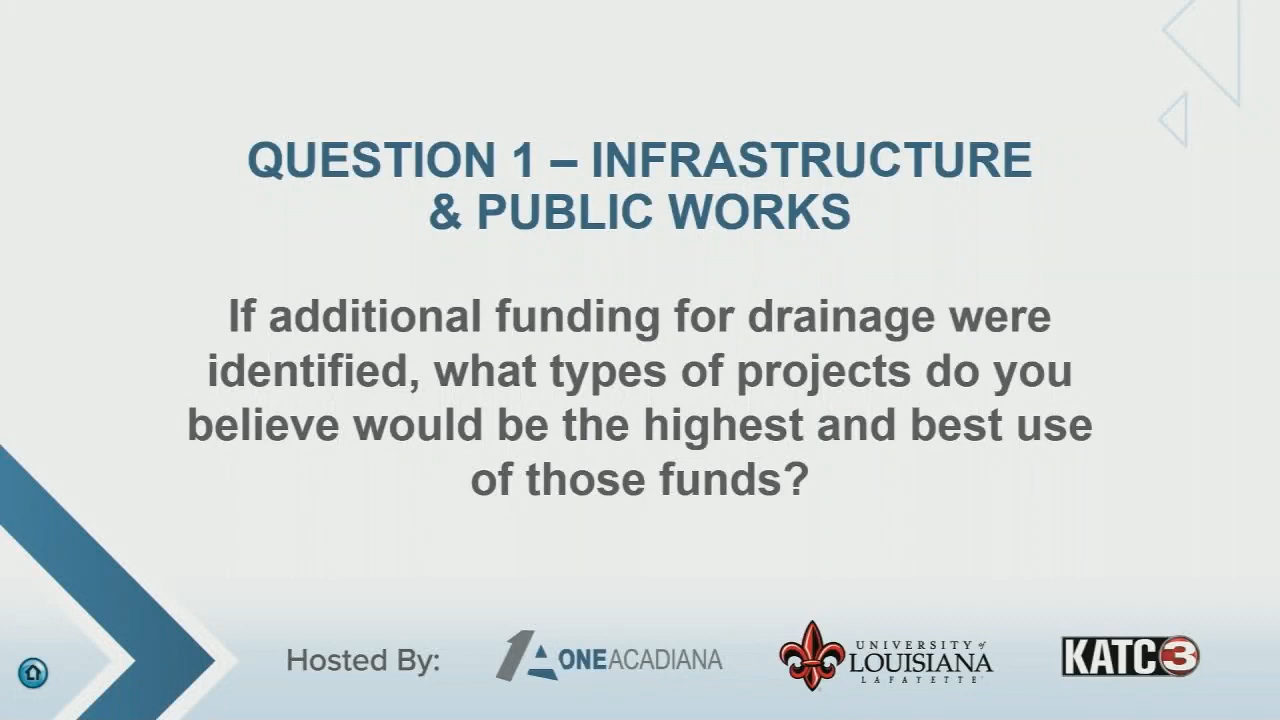 QUESTION 1 – INFRASTRUCTURE
& PUBLIC WORKS
If additional funding for drainage were
identified, what types of projects do you
believe would be the highest and best use
of those funds?
Hosted By:
ONEACADIANA
UNIVERSITY of
LOUISIANA
LAFAYETTE
KATC3